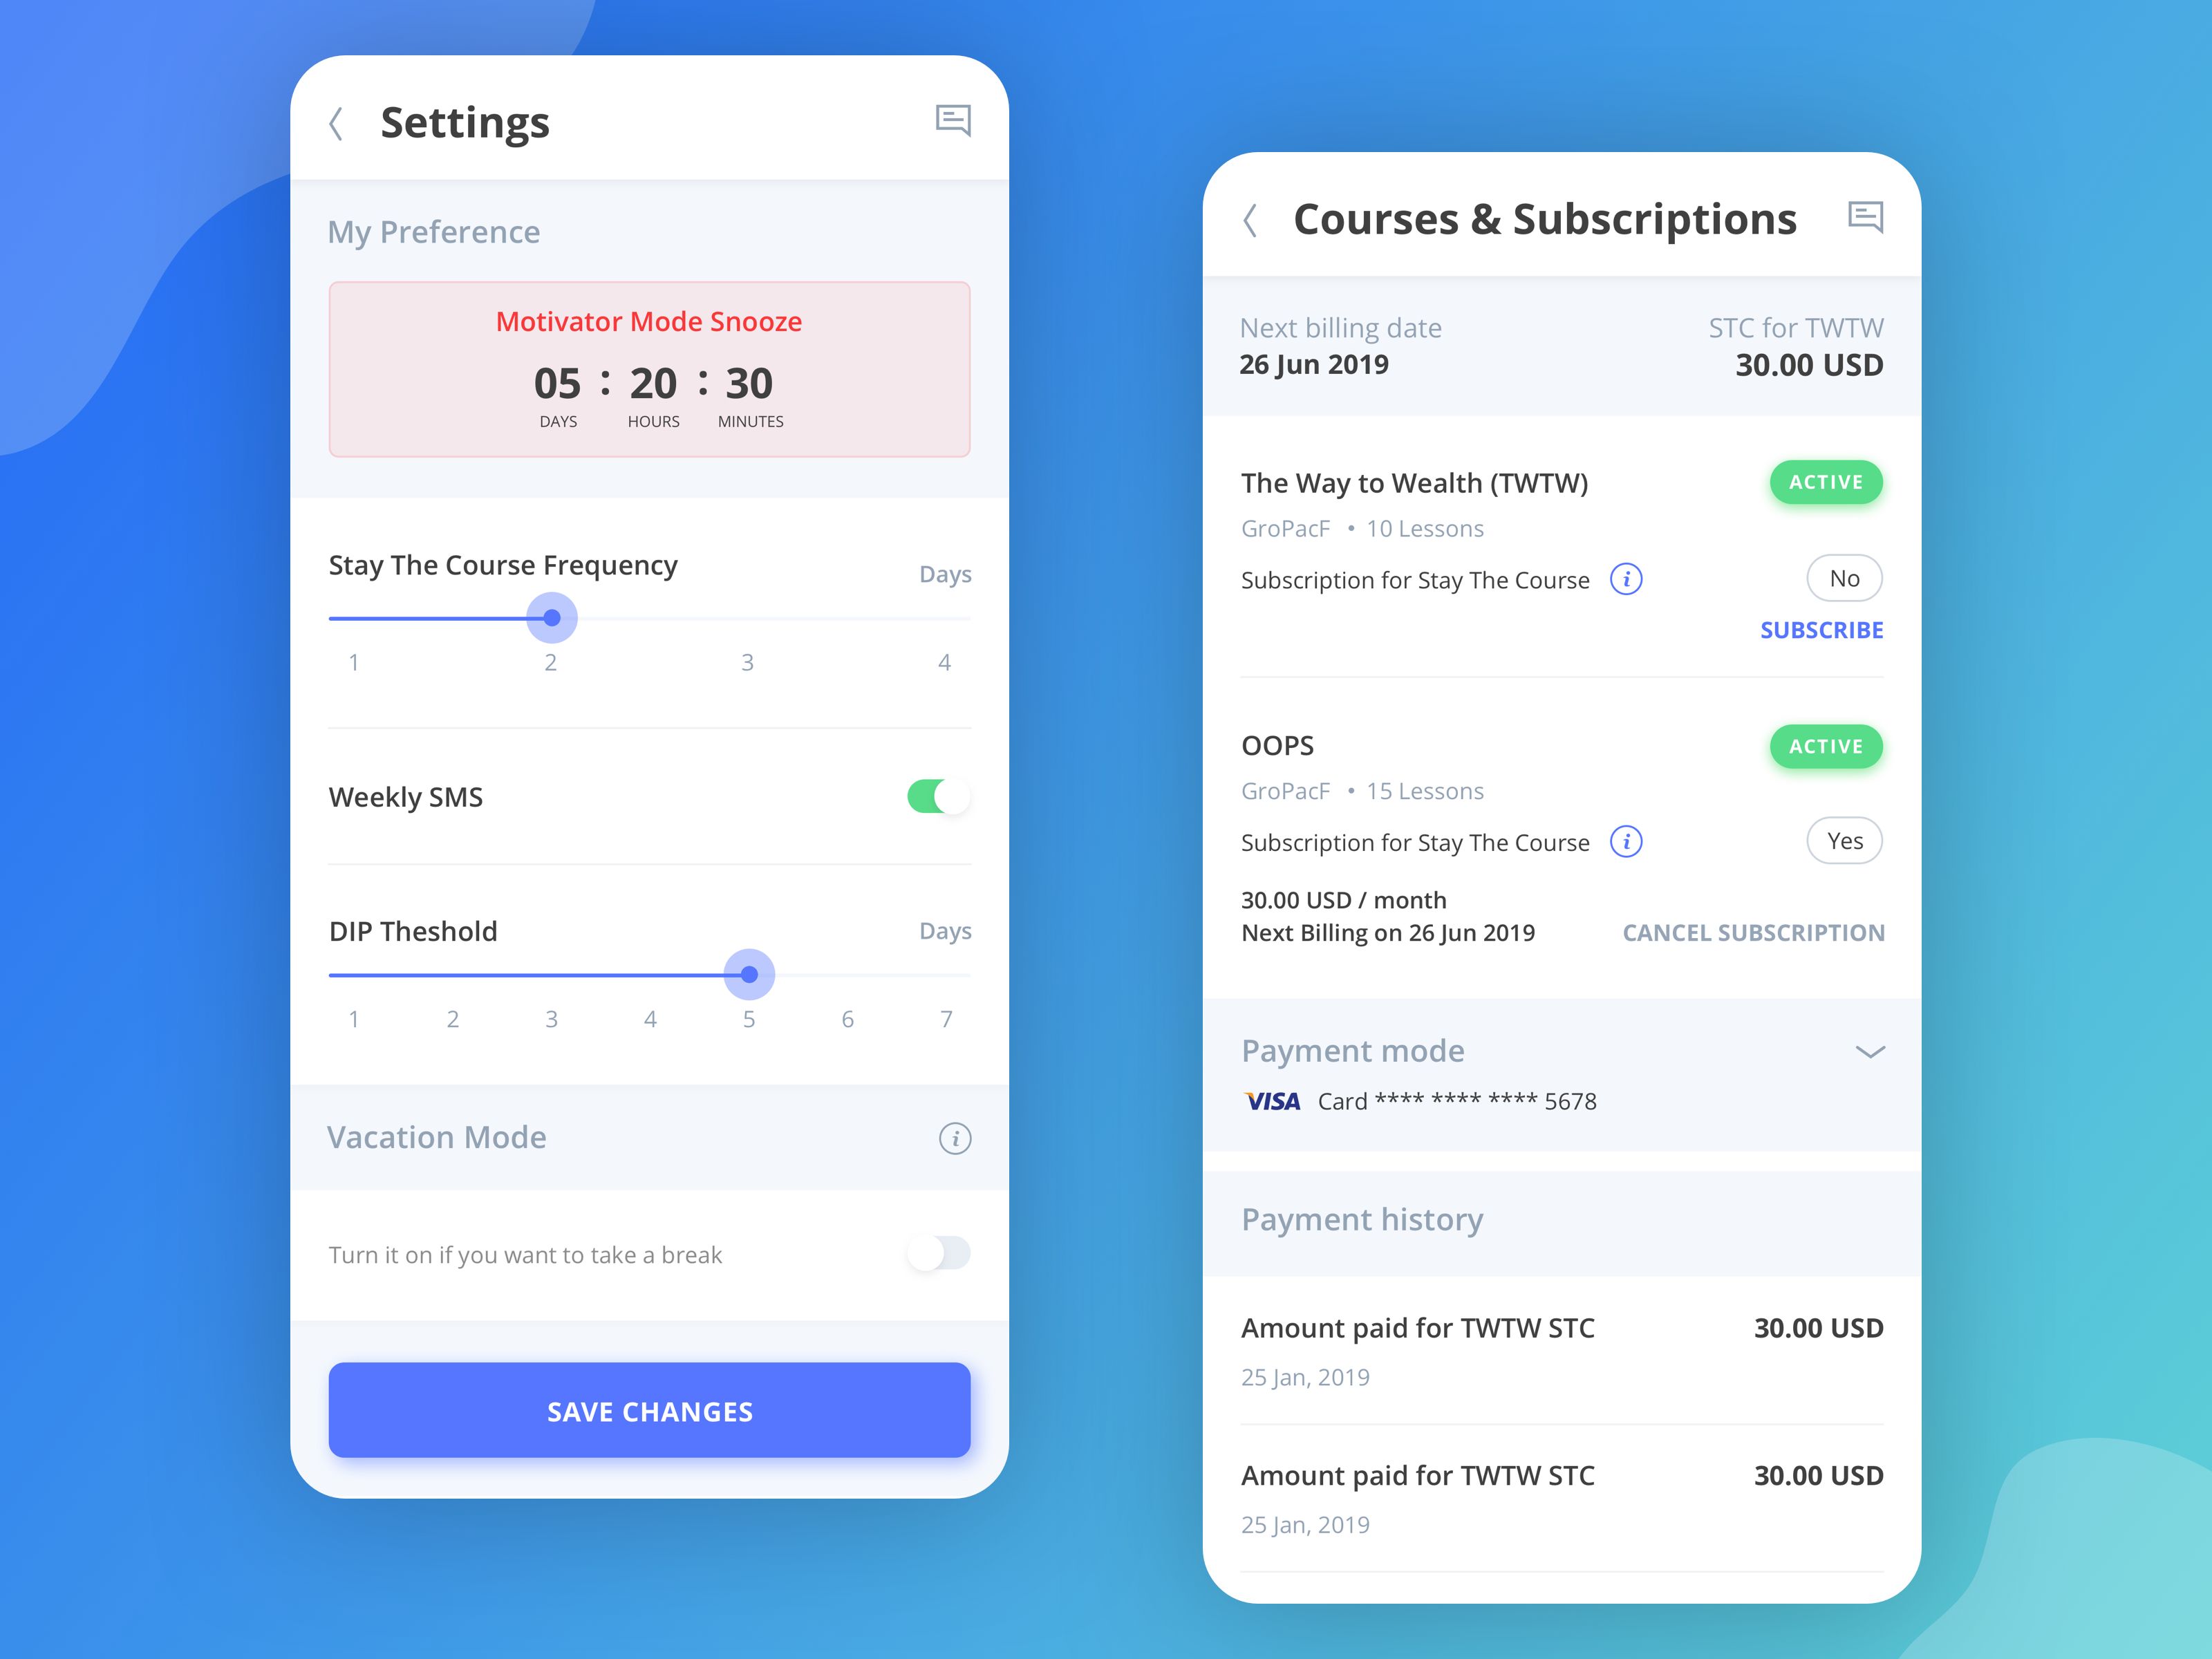 Settings
My Preference
Motivator Mode Snooze
05 : 20 : 30
DAYS HOURS MINUTES
Stay The Course Frequency
Days
1 2 3 4
Weekly SMS
DIP Theshold
Days
1 2 3 4 5 6 7
Vacation Mode
i
Turn it on if you want to take a break
SAVE CHANGES
Courses & Subscriptions
Next billing date
STC for TWTW
26 Jun 2019
30.00 USD
The Way to Wealth (TWTW)
ACTIVE
GroPacF • 10 Lessons
Subscription for Stay The Course i
No
SUBSCRIBE
OOPS
ACTIVE
GroPacF • 15 Lessons
Subscription for Stay The Course i
Yes
30.00 USD / month
Next Billing on 26 Jun 2019
CANCEL SUBSCRIPTION
Payment mode
VISA Card **** **** **** 5678
Payment history
Amount paid for TWTW STC
30.00 USD
25 Jan, 2019
Amount paid for TWTW STC
30.00 USD
25 Jan, 2019